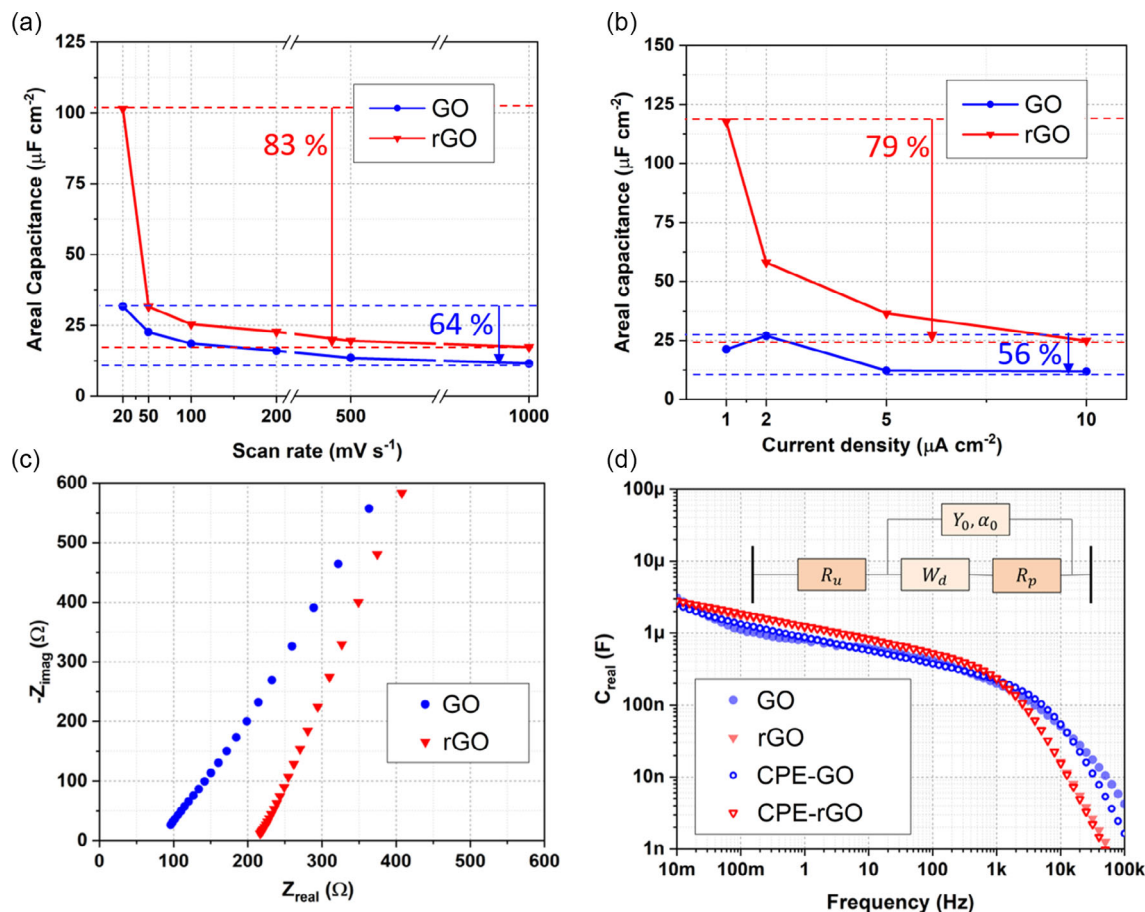 (a)
125
100
75
50
25
0
Areal Capacitance (μF cm⁻²)
GO
rGO
83 %
64 %
20 50 100 200 500 1000
Scan rate (mV s⁻¹)
(b)
150
125
100
75
50
25
0
Areal capacitance (μF cm⁻²)
GO
rGO
79 %
56 %
1 2 5 10
Current density (μA cm⁻²)
(c)
600
500
400
300
200
100
0
-Z_imag (Ω)
GO
rGO
0 100 200 300 400 500 600
Z_real (Ω)
(d)
100μ
10μ
1μ
100n
10n
1n
C_real (F)
Y₀, α₀
R_u W_d R_p
GO
rGO
CPE-GO
CPE-rGO
10m 100m 1 10 100 1k 10k 100k
Frequency (Hz)